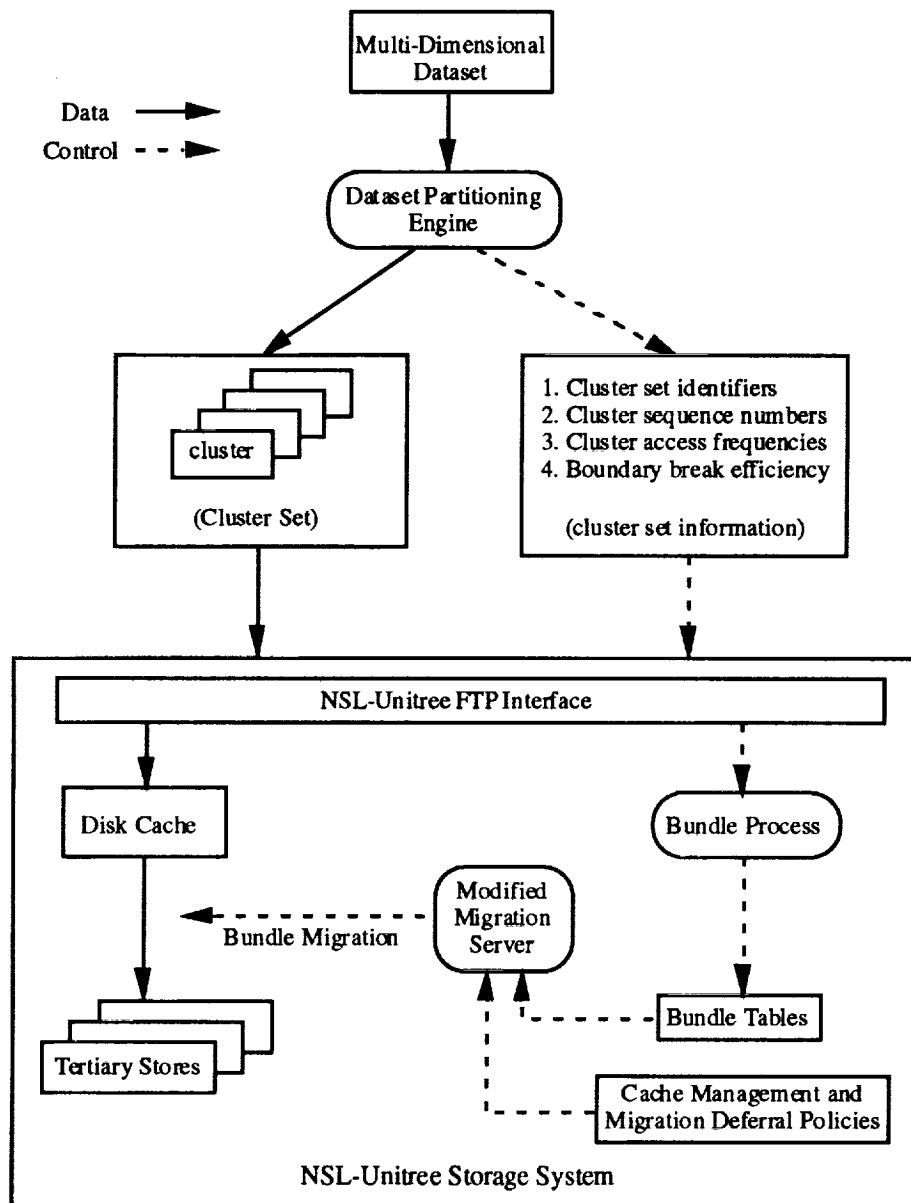 Multi-Dimensional
Dataset
Data
Control
Dataset Partitioning
Engine
cluster
(Cluster Set)
1. Cluster set identifiers
2. Cluster sequence numbers
3. Cluster access frequencies
4. Boundary break efficiency
(cluster set information)
NSL-Unitree FTP Interface
Disk Cache
Bundle Process
Modified
Migration
Server
Bundle Migration
Tertiary Stores
Bundle Tables
Cache Management and
Migration Deferral Policies
NSL-Unitree Storage System